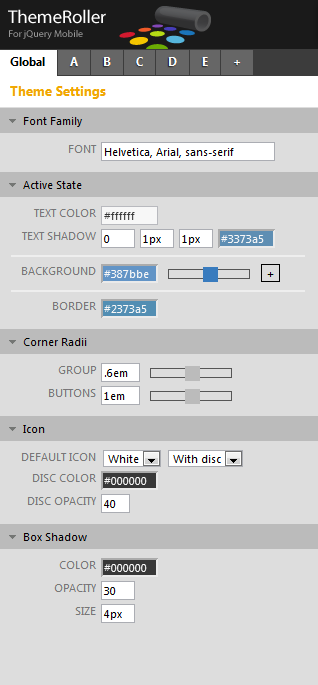 ThemeRoller
For jQuery Mobile
Global A B C D E +
Theme Settings
Font Family
FONT Helvetica, Arial, sans-serif
Active State
TEXT COLOR #ffffff
TEXT SHADOW 0 1px 1px #3373a5
BACKGROUND #387bbe +
BORDER #2373a5
Corner Radii
GROUP .6em
BUTTONS 1em
Icon
DEFAULT ICON White With disc
DISC COLOR #000000
DISC OPACITY 40
Box Shadow
COLOR #000000
OPACITY 30
SIZE 4px